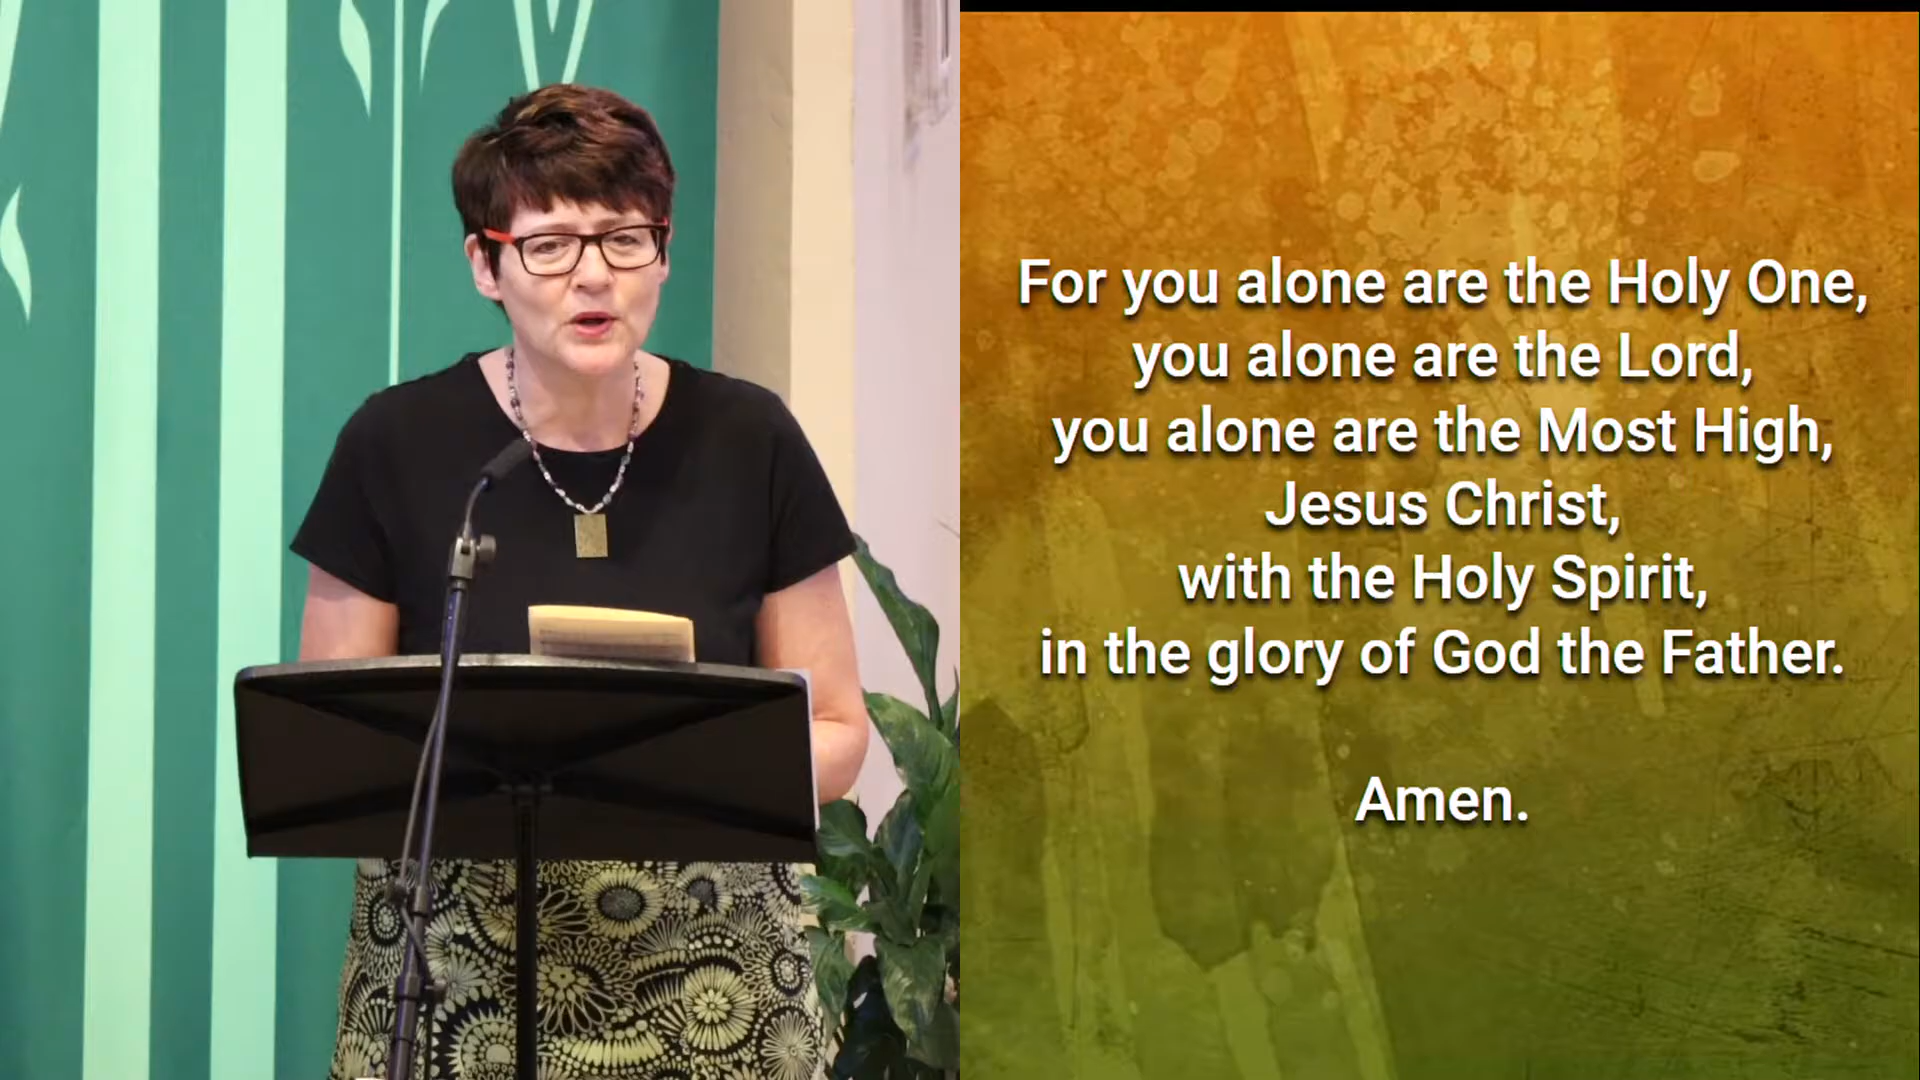 For you alone are the Holy One,
you alone are the Lord,
you alone are the Most High,
Jesus Christ,
with the Holy Spirit,
in the glory of God the Father.
Amen.